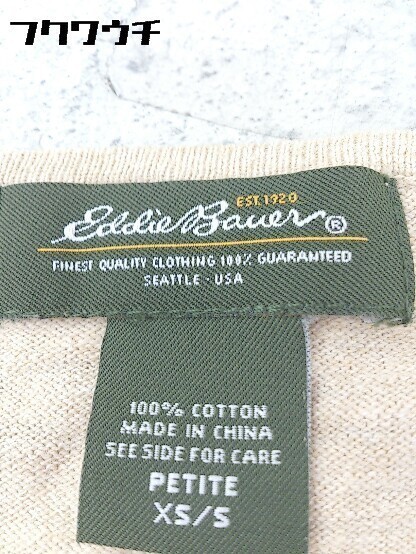 フクワウチ
EST. 1920
Eddie Bauer®
FINEST QUALITY CLOTHING 100% GUARANTEED
SEATTLE · USA
100% COTTON
MADE IN CHINA
SEE SIDE FOR CARE
PETITE
XS/S